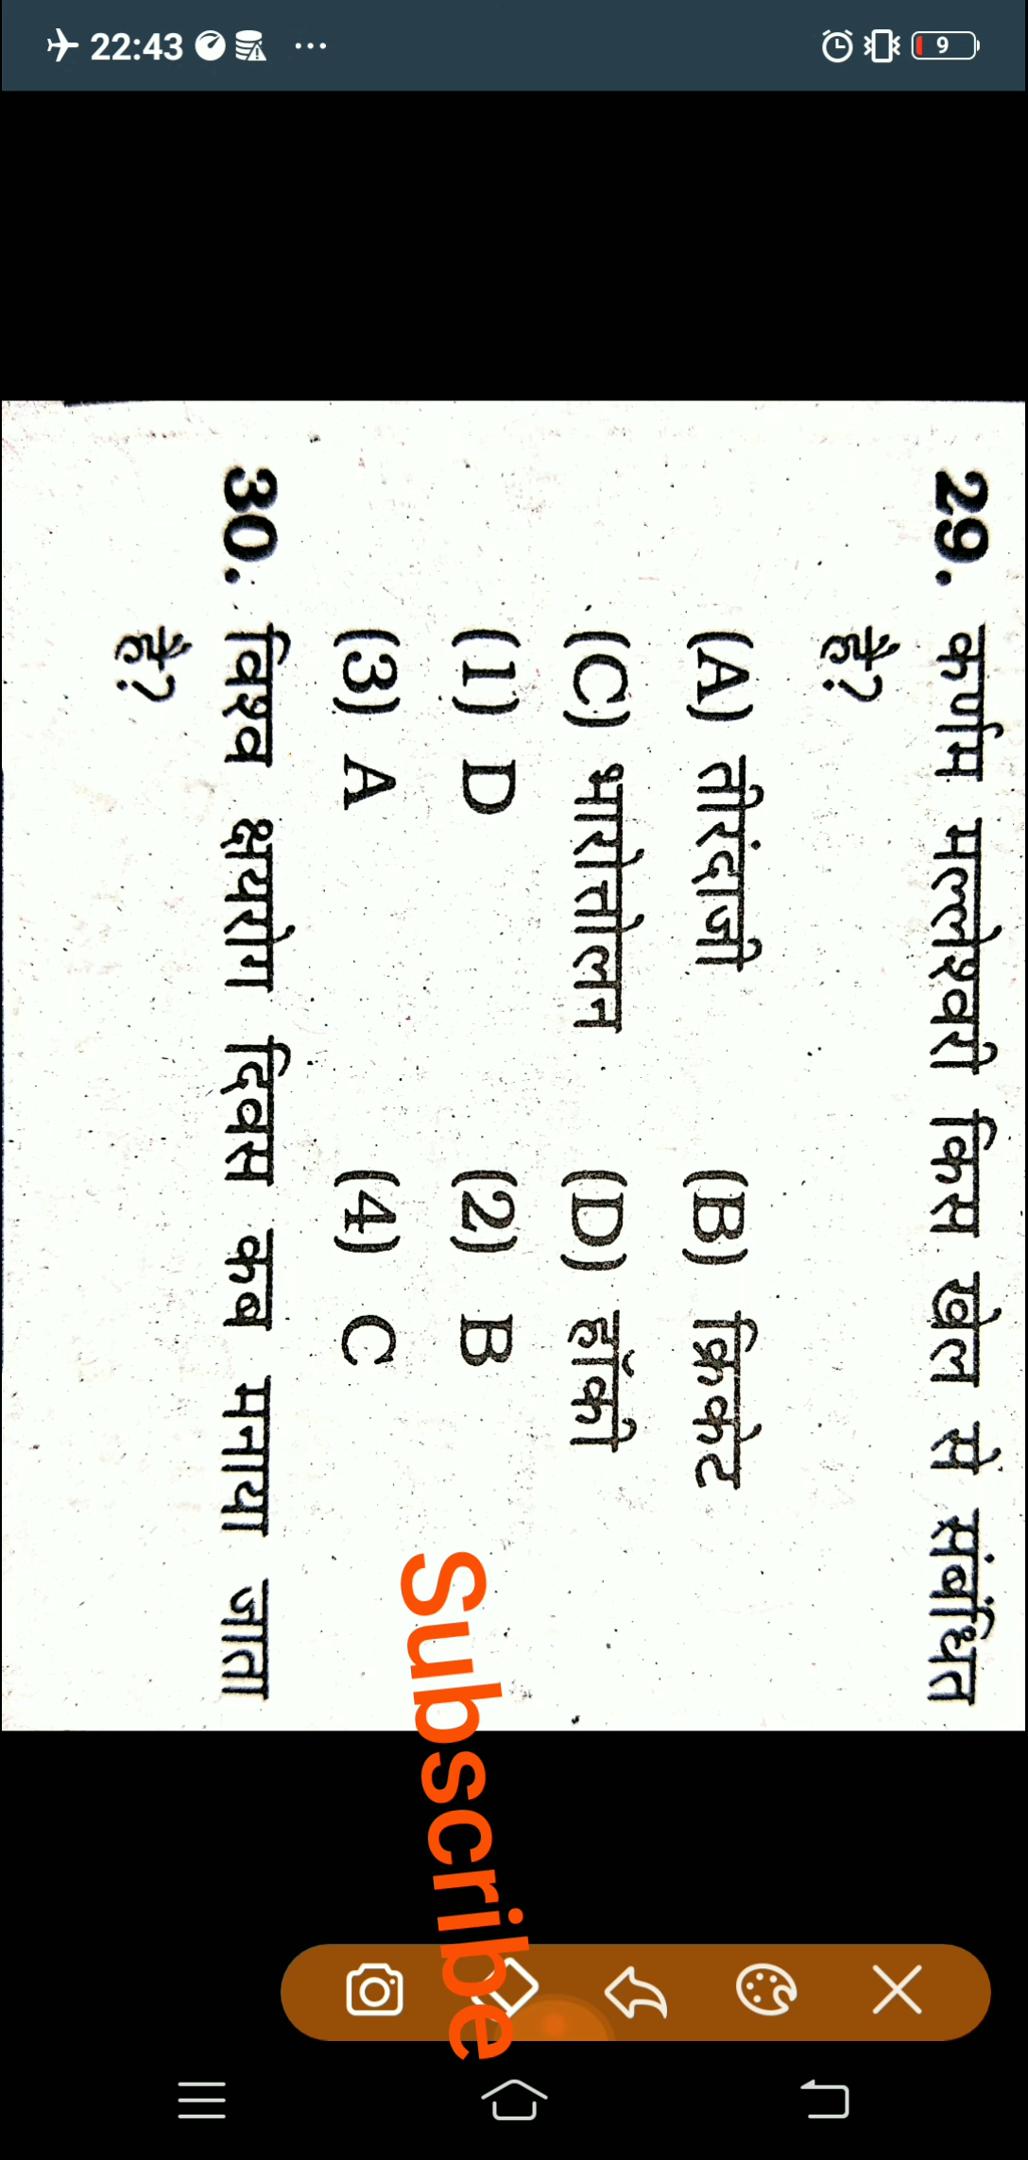 22:43
9
29. कर्णम मल्लेश्वरी किस खेल से संबंधित
है?
(A) तीरंदाजी (B) क्रिकेट
(C) भारोत्तोलन (D) हॉकी
(1) D (2) B
(3) A (4) C
30. विश्व क्षयरोग दिवस कब मनाया जाता
है?
Subscribe